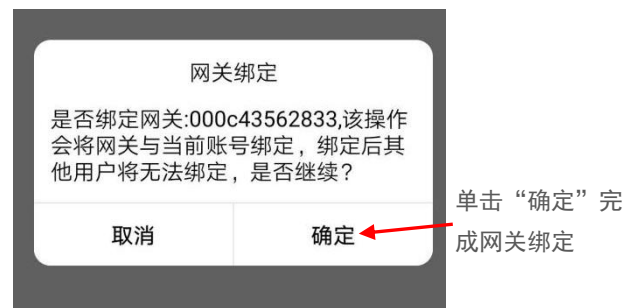 网关绑定
是否绑定网关:000c43562833,该操作
会将网关与当前账号绑定，绑定后其
他用户将无法绑定，是否继续？
取消
确定
单击“确定”完
成网关绑定